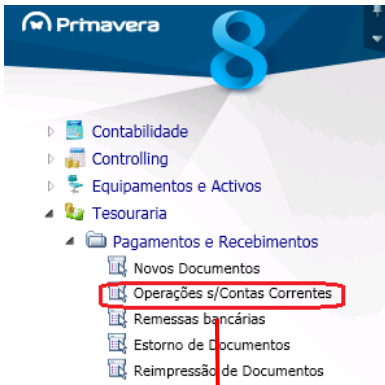 Primavera
8
Contabilidade
Controlling
Equipamentos e Activos
Tesouraria
Pagamentos e Recebimentos
Novos Documentos
Operações s/Contas Correntes
Remessas bancárias
Estorno de Documentos
Reimpressão de Documentos